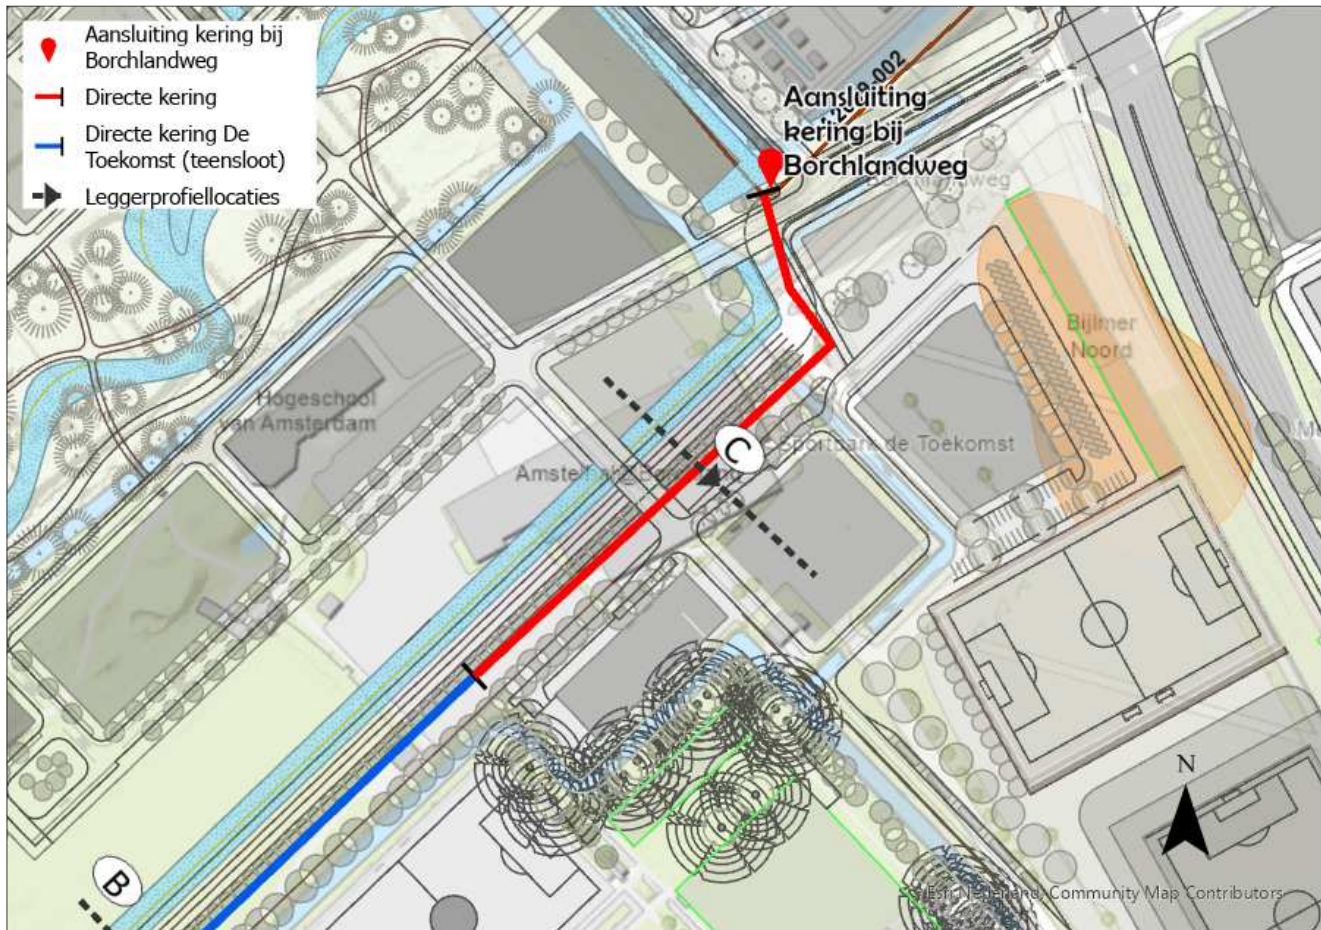 Aansluiting kering bij
Borchlandweg
Directe kering
Directe kering De
Toekomst (teensloot)
Leggerprofiellocaties
Aansluiting
kering bij
Borchlandweg
Bijlmer
Noord
Hogeschool
van Amsterdam
C
Sportpark de Toekomst
B
N
Esri Nederland, Community Map Contributors